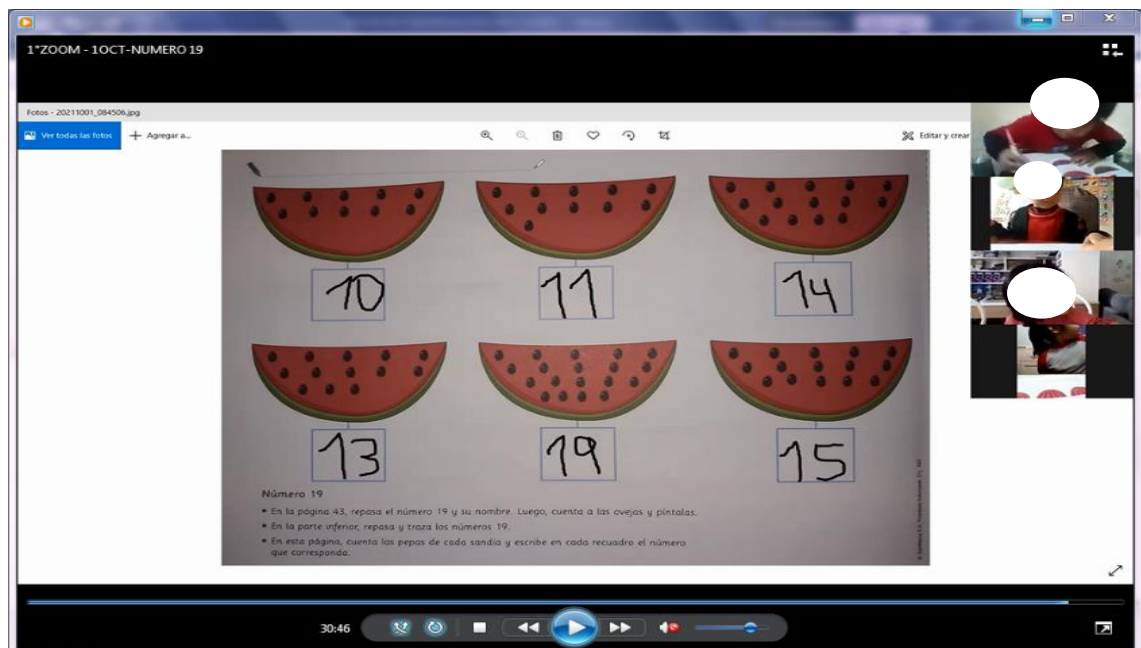 1°ZOOM - 1OCT-NUMERO 19
Fotos - 20211001_084506.jpg
Ver todas las fotos
Agregar a...
Editar y crear
10
11
14
13
19
15
Número 19
• En la página 43, repasa el número 19 y su nombre. Luego, cuenta a las ovejas y píntalas.
• En la parte inferior, repasa y traza los números 19.
• En esta página, cuenta las pepas de cada sandía y escribe en cada recuadro el número
que corresponda.
30:46